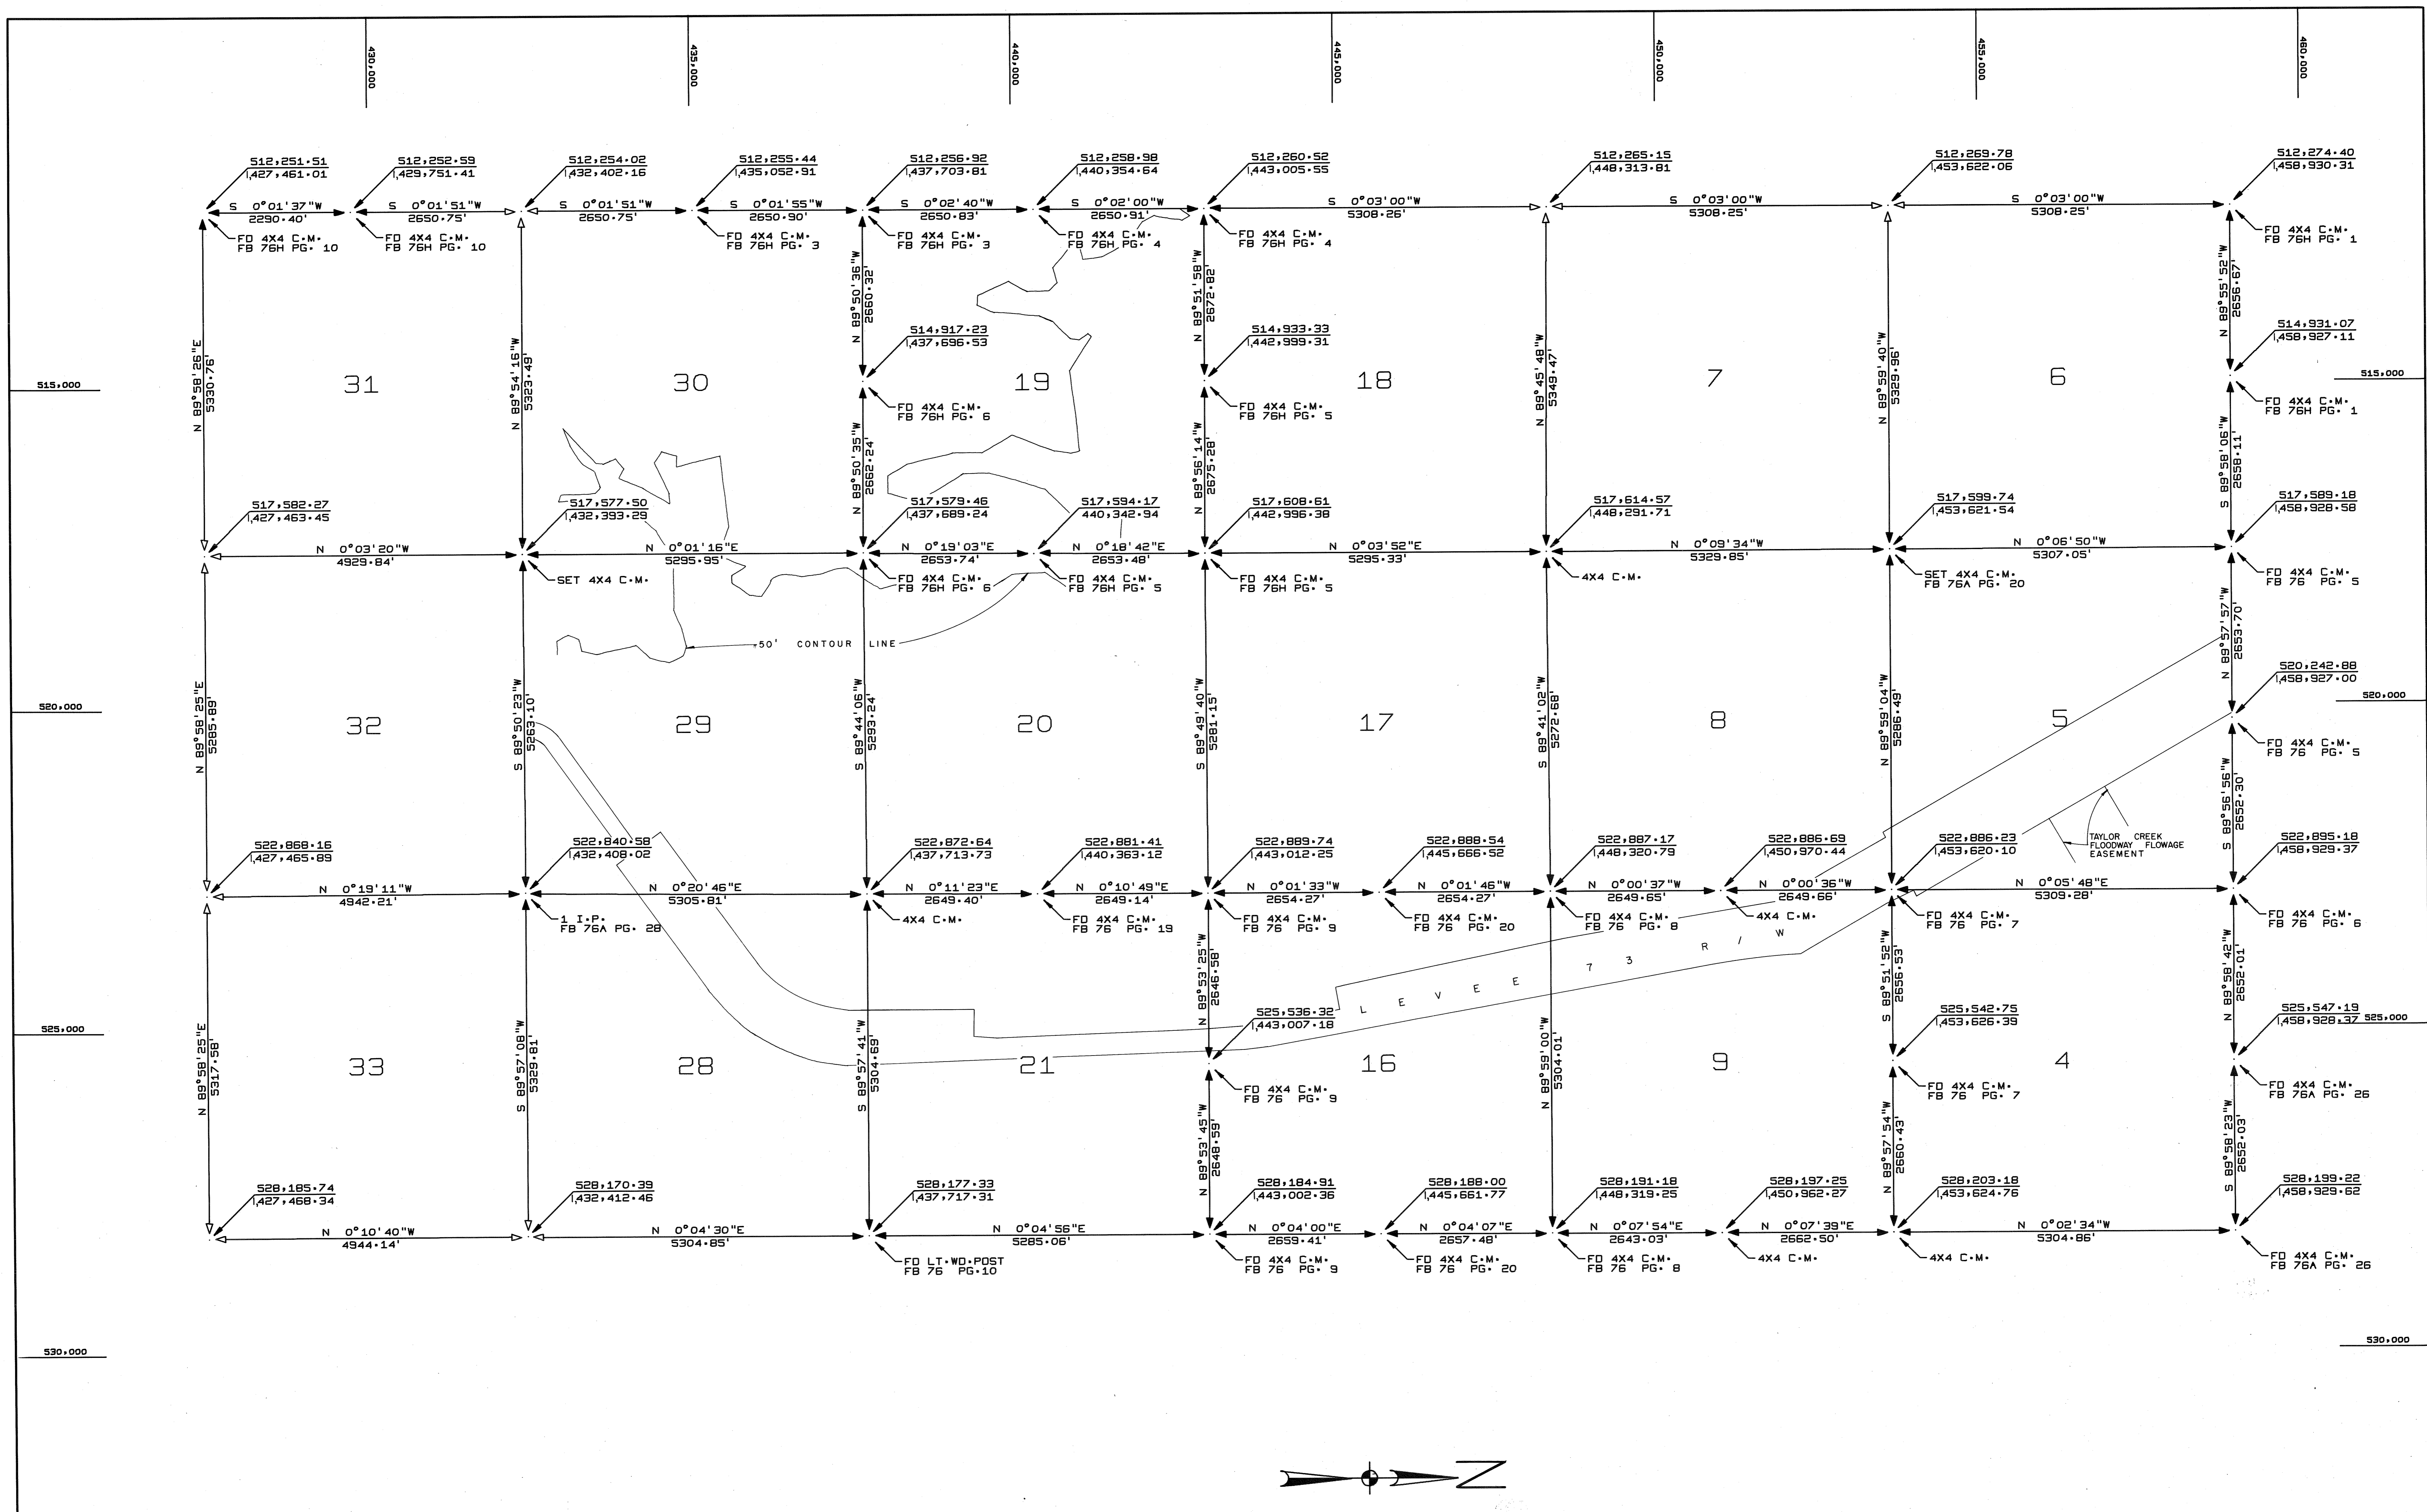 430,000
435,000
440,000
445,000
450,000
455,000
460,000
512,251.51
1,427,461.01
512,252.59
1,429,751.41
512,254.02
1,432,402.16
512,255.44
1,435,052.91
512,256.92
1,437,703.81
512,258.98
1,440,354.64
512,260.52
1,443,005.55
512,265.15
1,448,313.81
512,269.78
1,453,622.06
512,274.40
1,458,930.31
S 0°01'37"W
2290.40'
S 0°01'51"W
2650.75'
S 0°01'51"W
2650.75'
S 0°01'55"W
2650.90'
S 0°02'40"W
2650.83'
S 0°02'00"W
2650.91'
S 0°03'00"W
5308.26'
S 0°03'00"W
5308.25'
S 0°03'00"W
5308.25'
FD 4X4 C.M.
FB 76H PG. 10
FD 4X4 C.M.
FB 76H PG. 10
FD 4X4 C.M.
FB 76H PG. 3
FD 4X4 C.M.
FB 76H PG. 3
FD 4X4 C.M.
FB 76H PG. 4
FD 4X4 C.M.
FB 76H PG. 4
FD 4X4 C.M.
FB 76H PG. 1
N 89°58'26"E
5330.76'
N 89°54'16"W
5323.49'
N 89°50'36"W
2660.32'
N 89°51'58"W
2672.82'
N 89°45'48"W
5349.47'
N 89°59'40"W
5329.96'
N 89°55'52"W
2656.67'
514,917.23
1,437,696.53
514,933.33
1,442,999.31
514,931.07
1,458,927.11
515,000
31
30
19
18
7
6
515,000
FD 4X4 C.M.
FB 76H PG. 6
FD 4X4 C.M.
FB 76H PG. 5
FD 4X4 C.M.
FB 76H PG. 1
N 89°50'35"W
2662.24'
N 89°56'14"W
2675.28'
S 89°58'06"W
2658.11'
517,582.27
1,427,463.45
517,577.50
1,432,393.29
517,579.46
1,437,689.24
517,594.17
440,342.94
517,608.61
1,442,996.38
517,614.57
1,448,291.71
517,599.74
1,453,621.54
517,589.18
1,458,928.58
N 0°03'20"W
4929.84'
N 0°01'16"E
5295.95'
N 0°19'03"E
2653.74'
N 0°18'42"E
2653.48'
N 0°03'52"E
5295.33'
N 0°09'34"W
5329.85'
N 0°06'50"W
5307.05'
SET 4X4 C.M.
FD 4X4 C.M.
FB 76H PG. 6
FD 4X4 C.M.
FB 76H PG. 5
FD 4X4 C.M.
FB 76H PG. 5
4X4 C.M.
SET 4X4 C.M.
FB 76A PG. 20
FD 4X4 C.M.
FB 76 PG. 5
50' CONTOUR LINE
N 89°58'25"E
5285.89'
S 89°50'23"W
5263.10'
S 89°44'06"W
5293.24'
S 89°49'40"W
5281.15'
S 89°41'02"W
5272.68'
N 89°59'04"W
5286.49'
N 89°57'57"W
2653.70'
520,242.88
1,458,927.00
520,000
32
29
20
17
8
5
520,000
FD 4X4 C.M.
FB 76 PG. 5
S 89°56'56"W
2652.30'
TAYLOR CREEK
FLOODWAY FLOWAGE
EASEMENT
522,868.16
1,427,465.89
522,840.58
1,432,408.02
522,872.64
1,437,713.73
522,881.41
1,440,363.12
522,889.74
1,443,012.25
522,888.54
1,445,666.52
522,887.17
1,448,320.79
522,886.69
1,450,970.44
522,886.23
1,453,620.10
522,895.18
1,458,929.37
N 0°19'11"W
4942.21'
N 0°20'46"E
5305.81'
N 0°11'23"E
2649.40'
N 0°10'49"E
2649.14'
N 0°01'33"W
2654.27'
N 0°01'46"W
2654.27'
N 0°00'37"W
2649.65'
N 0°00'36"W
2649.66'
N 0°05'48"E
5309.28'
1 I.P.
FB 76A PG. 28
4X4 C.M.
FD 4X4 C.M.
FB 76 PG. 19
FD 4X4 C.M.
FB 76 PG. 9
FD 4X4 C.M.
FB 76 PG. 20
FD 4X4 C.M.
FB 76 PG. 8
4X4 C.M.
FD 4X4 C.M.
FB 76 PG. 7
FD 4X4 C.M.
FB 76 PG. 6
LEVEE 73 R/W
N 89°58'25"E
5317.58'
S 89°57'08"W
5329.81'
S 89°57'41"W
5304.69'
N 89°53'25"W
2646.58'
N 89°59'00"W
5304.01'
S 89°51'52"W
2656.53'
N 89°58'42"W
2652.01'
525,536.32
1,443,007.18
525,542.75
1,453,626.39
525,547.19
1,458,928.37
525,000
525,000
33
28
21
16
9
4
FD 4X4 C.M.
FB 76 PG. 9
FD 4X4 C.M.
FB 76 PG. 7
FD 4X4 C.M.
FB 76A PG. 26
N 89°53'45"W
2648.59'
N 89°57'54"W
2660.43'
S 89°58'23"W
2652.03'
528,185.74
1,427,468.34
528,170.39
1,432,412.46
528,177.33
1,437,717.31
528,184.91
1,443,002.36
528,188.00
1,445,661.77
528,191.18
1,448,319.25
528,197.25
1,450,962.27
528,203.18
1,453,624.76
528,199.22
1,458,929.62
N 0°10'40"W
4944.14'
N 0°04'30"E
5304.85'
N 0°04'56"E
5285.06'
N 0°04'00"E
2659.41'
N 0°04'07"E
2657.48'
N 0°07'54"E
2643.03'
N 0°07'39"E
2662.50'
N 0°02'34"W
5304.86'
FD LT.WD.POST
FB 76 PG.10
FD 4X4 C.M.
FB 76 PG. 9
FD 4X4 C.M.
FB 76 PG. 20
FD 4X4 C.M.
FB 76 PG. 8
4X4 C.M.
4X4 C.M.
FD 4X4 C.M.
FB 76A PG. 26
530,000
530,000
Z